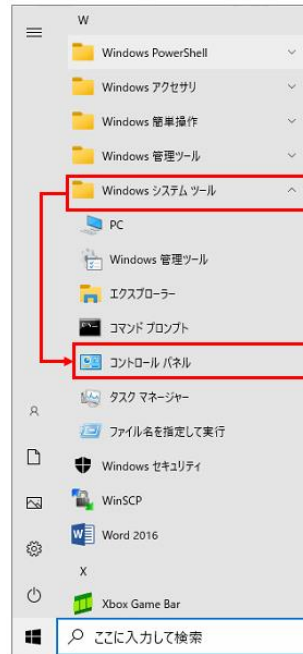 W
Windows PowerShell
Windows アクセサリ
Windows 簡単操作
Windows 管理ツール
Windows システム ツール
PC
Windows 管理ツール
エクスプローラー
コマンド プロンプト
コントロール パネル
タスク マネージャー
ファイル名を指定して実行
Windows セキュリティ
WinSCP
Word 2016
X
Xbox Game Bar
ここに入力して検索